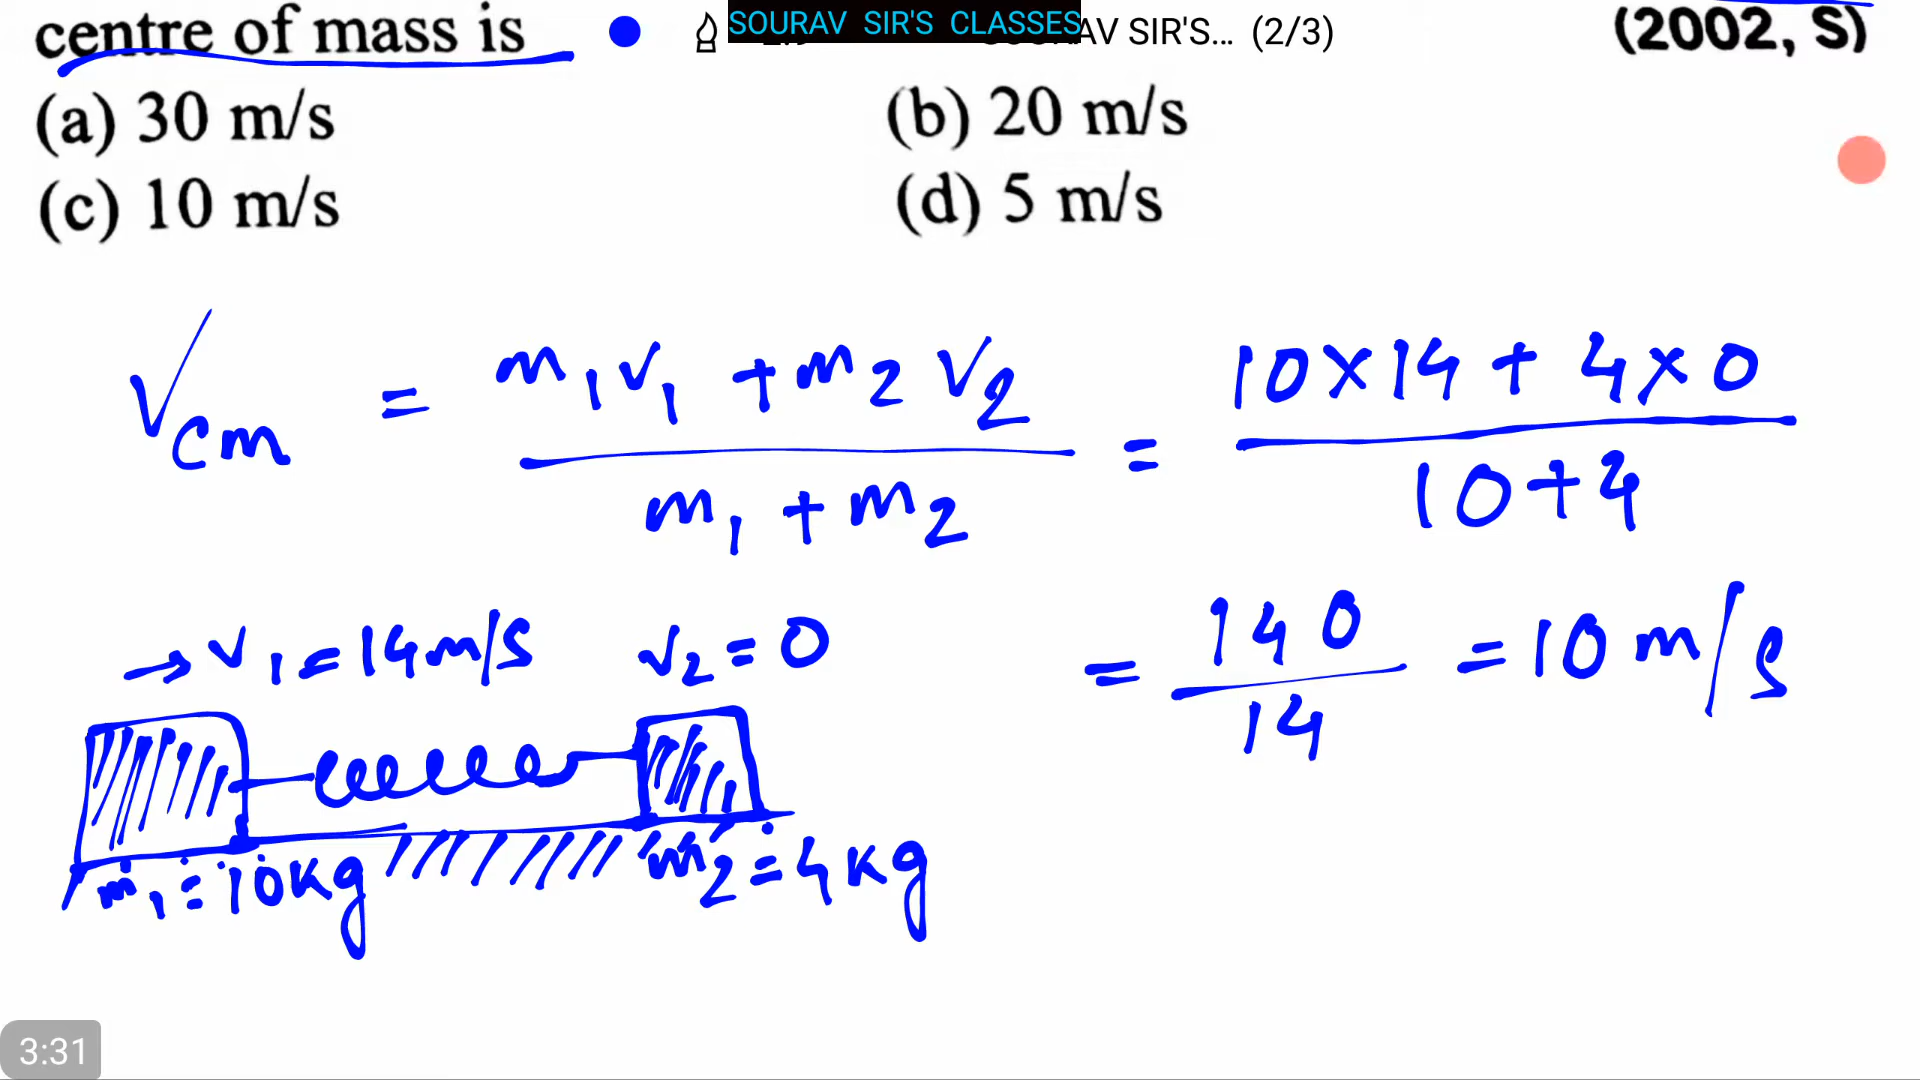 centre of mass is
SOURAV SIR'S CLASSES
AV SIR'S... (2/3)
(2002, S)
(a) 30 m/s
(b) 20 m/s
(c) 10 m/s
(d) 5 m/s
Vcm = m1v1 + m2v2 / m1 + m2 = 10×14 + 4×0 / 10+4
= 140 / 14 = 10 m/s
→ v1 = 14 m/s v2 = 0
m1 = 10kg m2 = 4kg
3:31